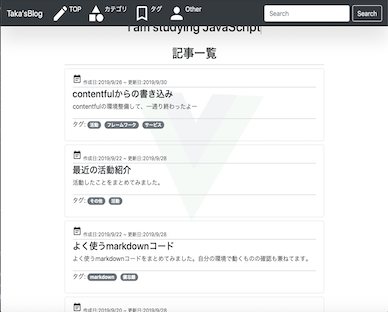 Taka'sBlog TOP カテゴリ タグ Other Search Search
I am studying JavaScript
記事一覧
作成日:2019/9/26 ~ 更新日:2019/9/30
contentfulからの書き込み
contentfulの環境整備して、一通り終わったよー
タグ: 活動 フレームワーク サービス
作成日:2019/9/22 ~ 更新日:2019/9/28
最近の活動紹介
活動したことをまとめてみました。
タグ: その他 活動
作成日:2019/9/22 ~ 更新日:2019/9/28
よく使うmarkdownコード
よく使うmarkdownコードをまとめてみました。自分の環境で動くものの確認も兼ねてます。
タグ: markdown 備忘録
作成日:2019/9/22 ~ 更新日:2019/9/28